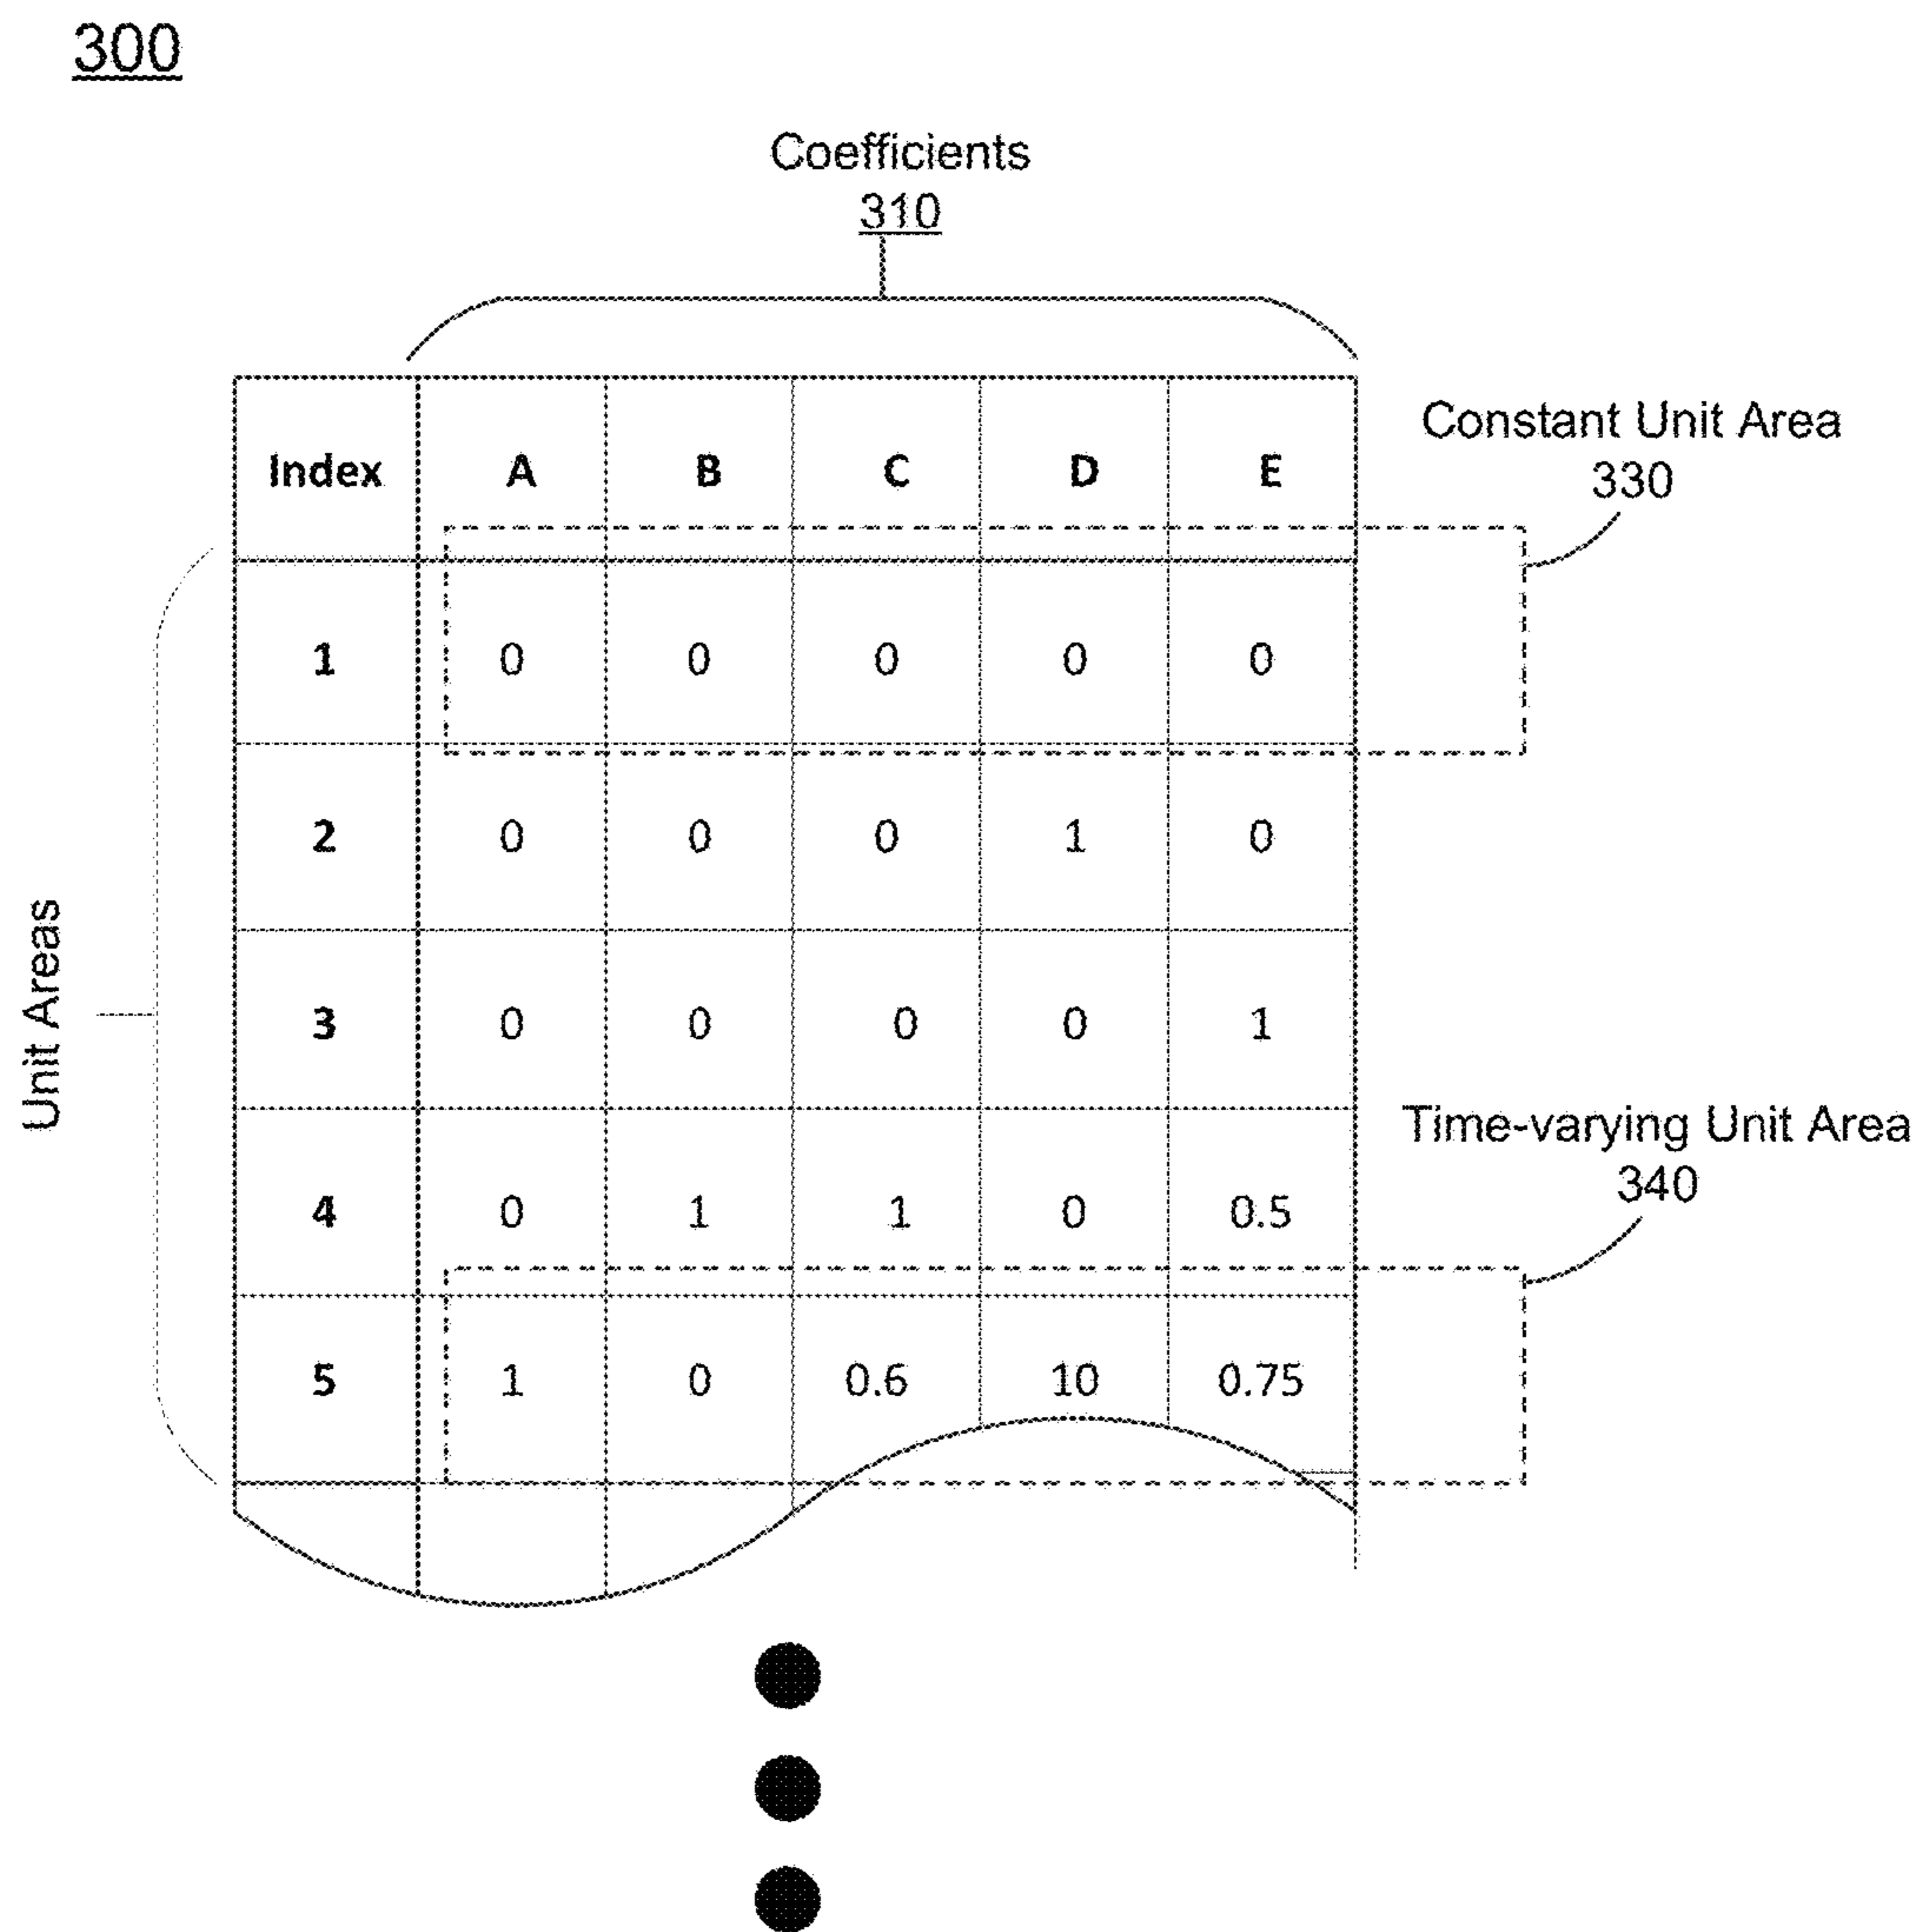 300
Coefficients
310
Constant Unit Area
330
Index A B C D E
1 0 0 0 0 0
2 0 0 0 1 0
3 0 0 0 0 1
Unit Areas
Time-varying Unit Area
340
4 0 1 1 0 0.5
5 1 0 0.6 10 0.75